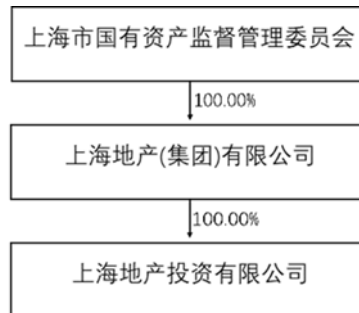 上海市国有资产监督管理委员会
100.00%
上海地产(集团)有限公司
100.00%
上海地产投资有限公司